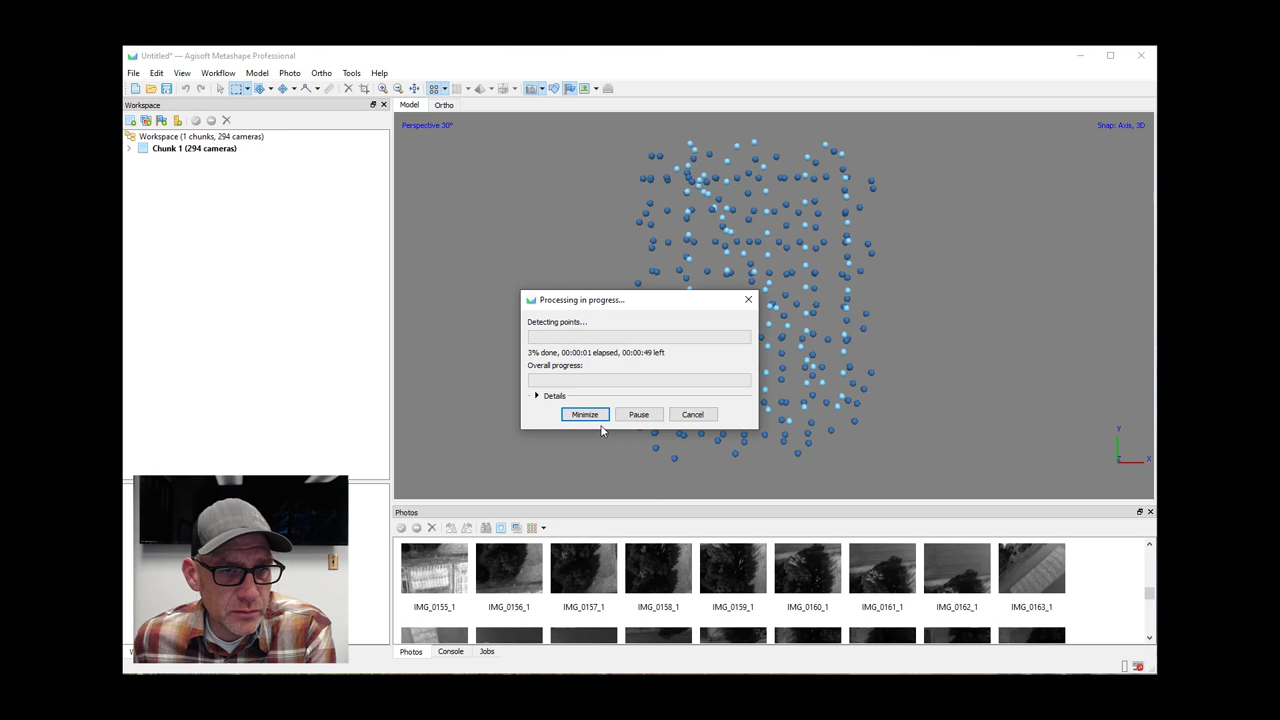 Untitled* — Agisoft Metashape Professional
File Edit View Workflow Model Photo Ortho Tools Help
Workspace
Model Ortho
Workspace (1 chunks, 294 cameras)
Chunk 1 (294 cameras)
Perspective 30°
Snap: Axis, 3D
Processing in progress...
Detecting points...
3% done, 00:00:01 elapsed, 00:00:49 left
Overall progress:
Details
Minimize Pause Cancel
Y
Z X
Photos
IMG_0155_1 IMG_0156_1 IMG_0157_1 IMG_0158_1 IMG_0159_1 IMG_0160_1 IMG_0161_1 IMG_0162_1 IMG_0163_1
Photos Console Jobs